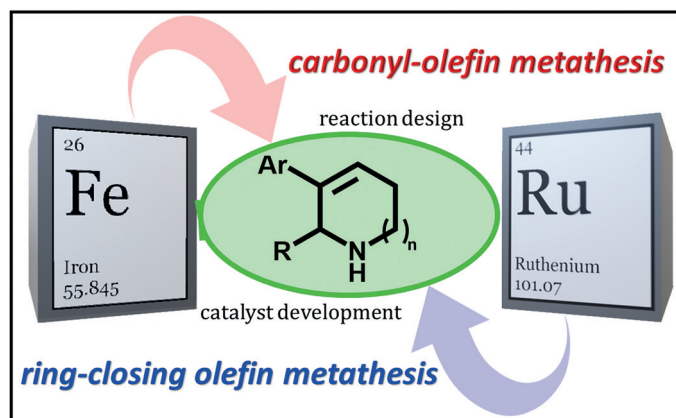 carbonyl-olefin metathesis
reaction design
26
Fe
Iron
55.845
Ar
R
N
H
( )n
44
Ru
Ruthenium
101.07
catalyst development
ring-closing olefin metathesis